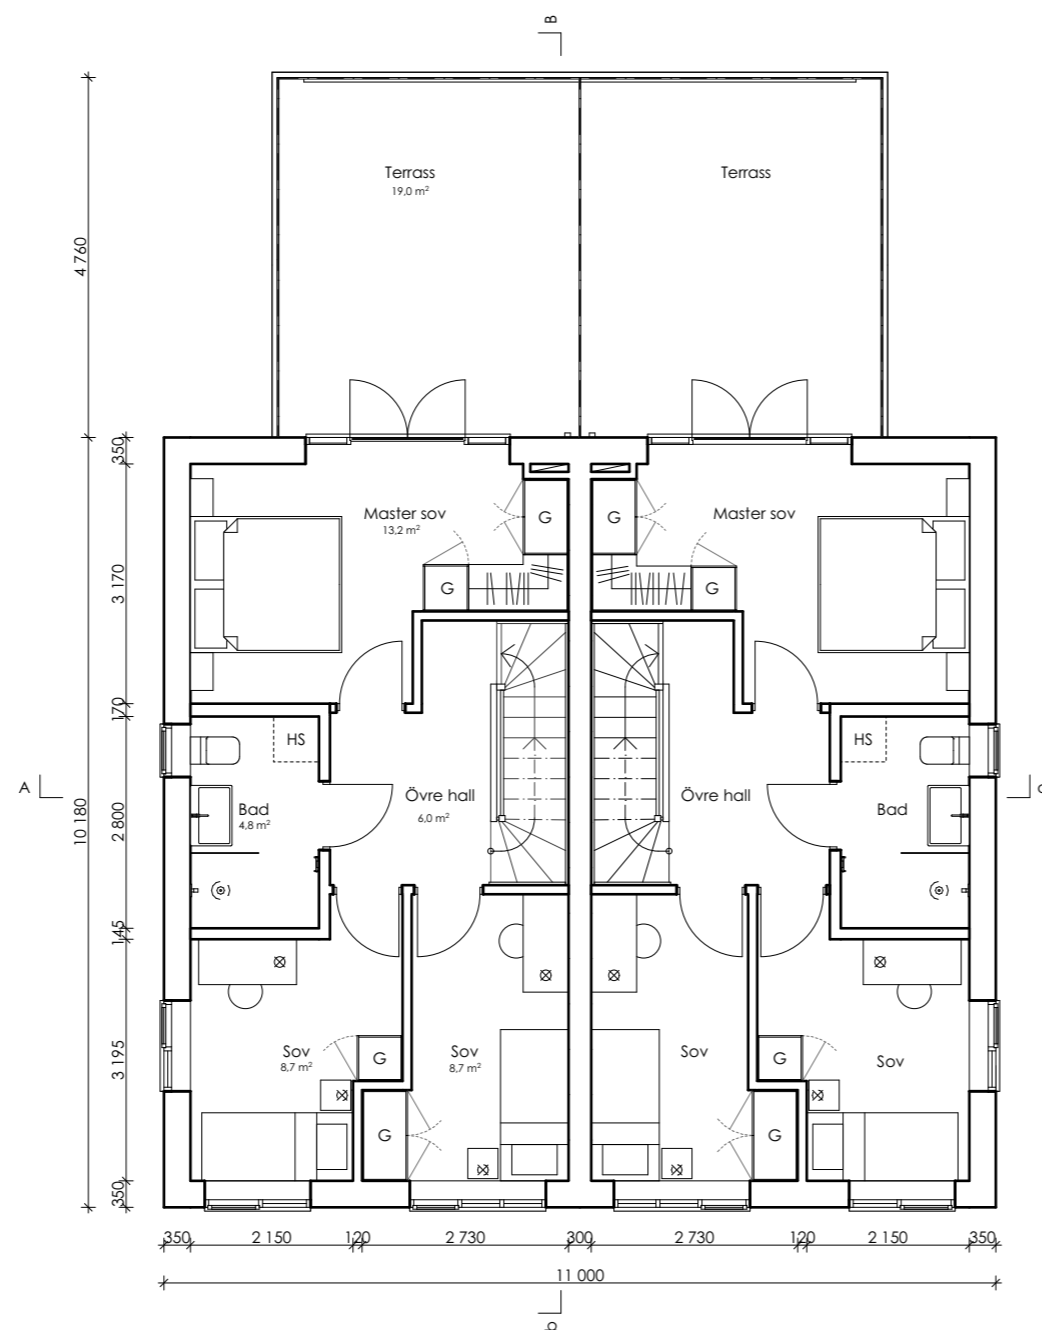 B
Terrass
19,0 m²
Terrass
4 760
350
Master sov
13,2 m²
G
G
Master sov
G
G
3 170
170
HS
HS
A
Bad
4,8 m²
Övre hall
6,0 m²
Övre hall
Bad
10 180
2 800
145
Sov
8,7 m²
G
Sov
8,7 m²
Sov
G
Sov
3 195
G
G
350
350
2 150
120
2 730
300
2 730
120
2 150
350
11 000